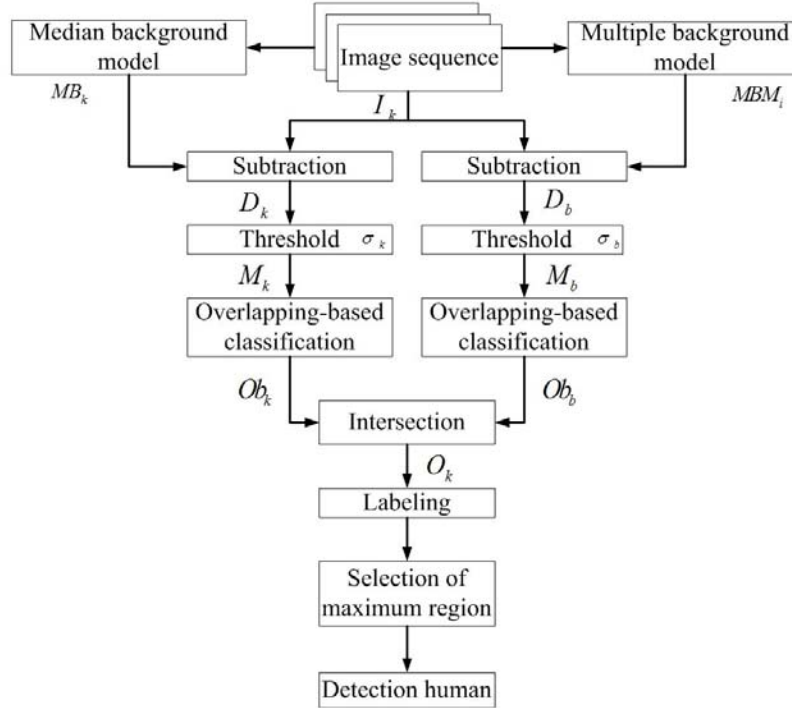 Median background
model
Image sequence
Multiple background
model
MB_k
I_k
MBM_i
Subtraction
Subtraction
D_k
D_b
Threshold σ_k
Threshold σ_b
M_k
M_b
Overlapping-based
classification
Overlapping-based
classification
Ob_k
Ob_b
Intersection
O_k
Labeling
Selection of
maximum region
Detection human